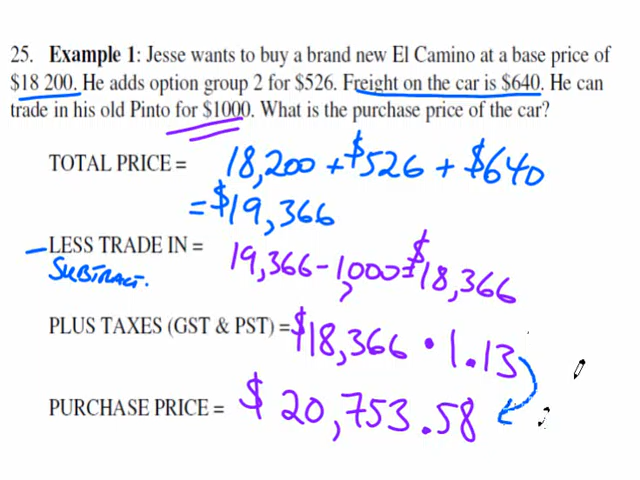 25. Example 1: Jesse wants to buy a brand new El Camino at a base price of
$18 200. He adds option group 2 for $526. Freight on the car is $640. He can
trade in his old Pinto for $1000. What is the purchase price of the car?
TOTAL PRICE = 18,200 + $526 + $640
= $19,366
– LESS TRADE IN = 19,366 – 1,000 = $18,366
SUBTRACT.
PLUS TAXES (GST & PST) = $18,366 • 1.13
PURCHASE PRICE = $20,753.58